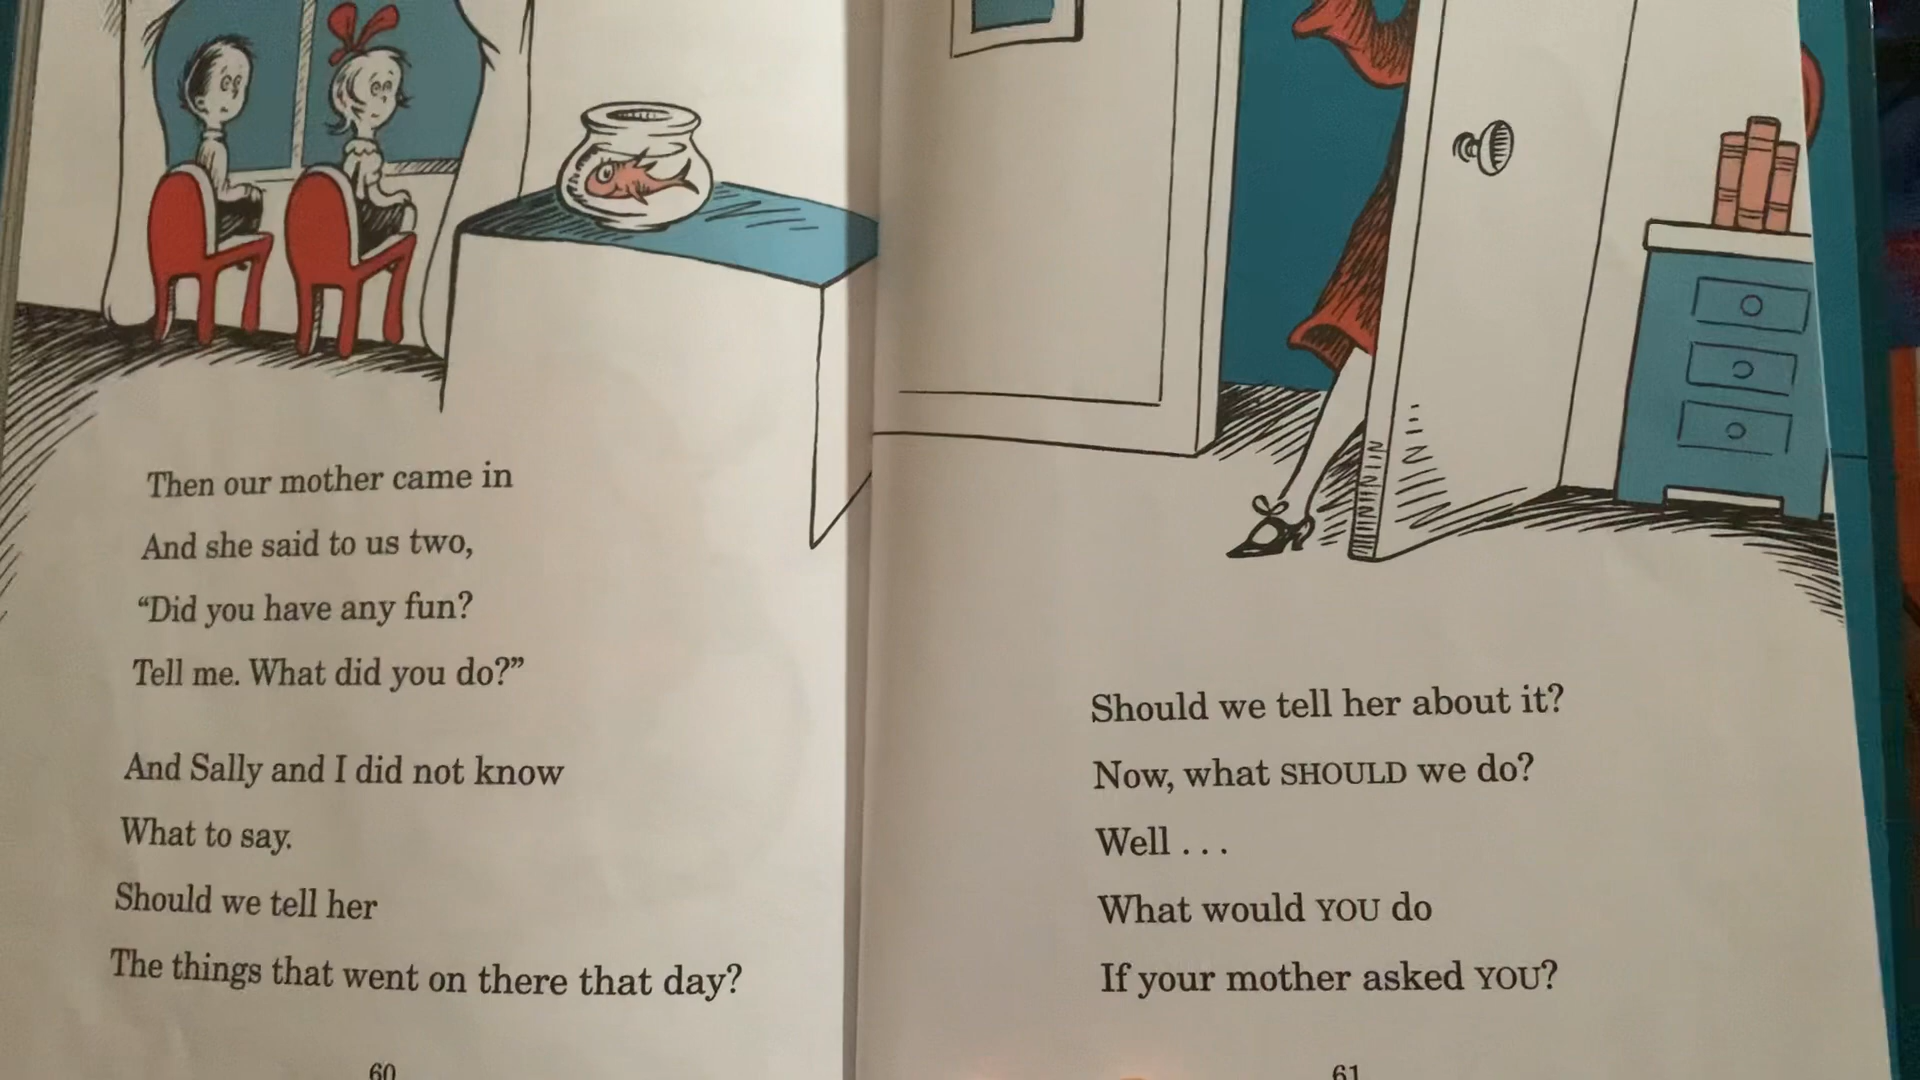 Then our mother came in
And she said to us two,
“Did you have any fun?
Tell me. What did you do?”
And Sally and I did not know
What to say.
Should we tell her
The things that went on there that day?
60
Should we tell her about it?
Now, what SHOULD we do?
Well . . .
What would YOU do
If your mother asked YOU?
61